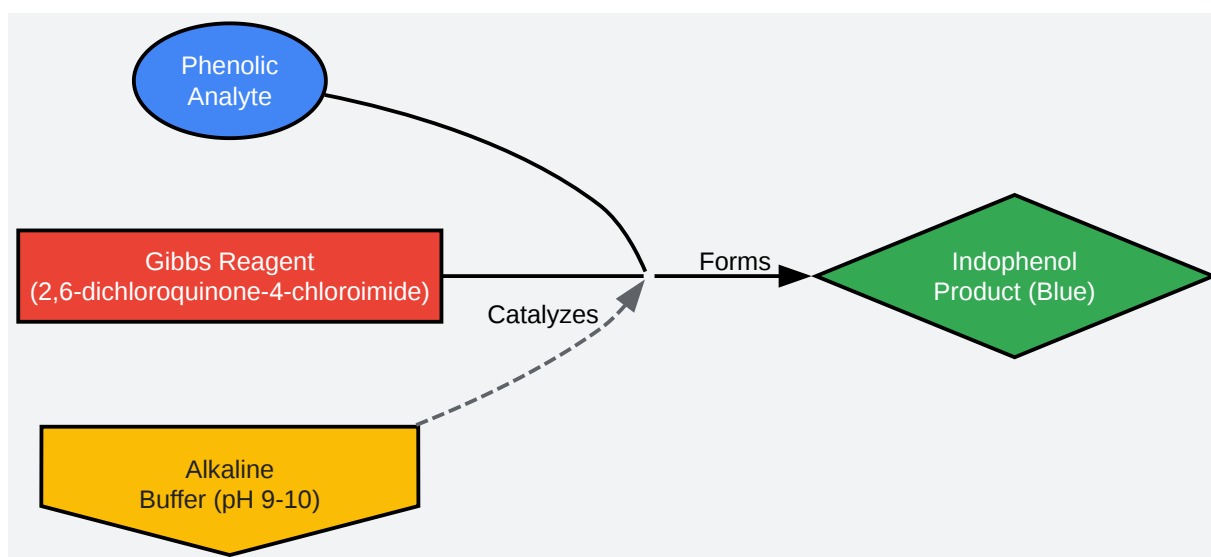 Phenolic
Analyte
Gibbs Reagent
(2,6-dichloroquinone-4-chloroimide)
Forms
Indophenol
Product (Blue)
Catalyzes
Alkaline
Buffer (pH 9-10)